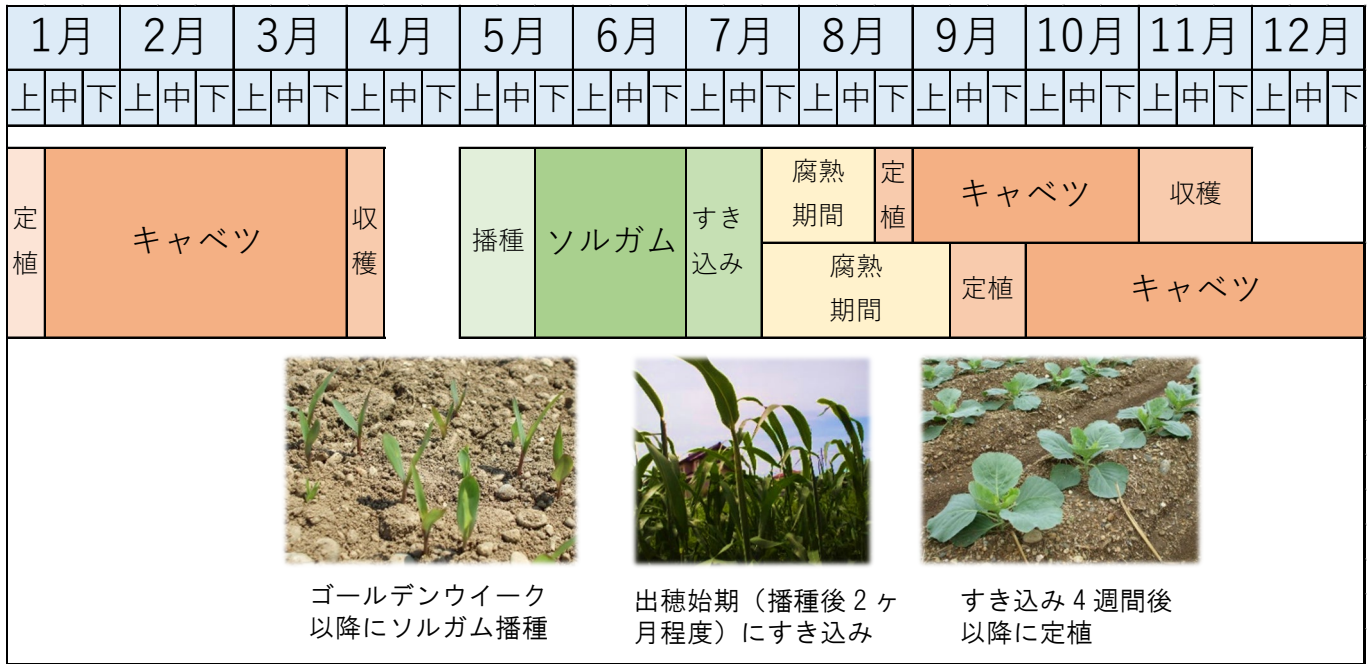 1月 2月 3月 4月 5月 6月 7月 8月 9月 10月 11月 12月
上 中 下 上 中 下 上 中 下 上 中 下 上 中 下 上 中 下 上 中 下 上 中 下 上 中 下 上 中 下 上 中 下 上 中 下
定
植
キャベツ
収
穫
播種
ソルガム
すき
込み
腐熟
期間
定
植
キャベツ
収穫
腐熟
期間
定植
キャベツ
ゴールデンウイーク
以降にソルガム播種
出穂始期（播種後２ヶ
月程度）にすき込み
すき込み４週間後
以降に定植